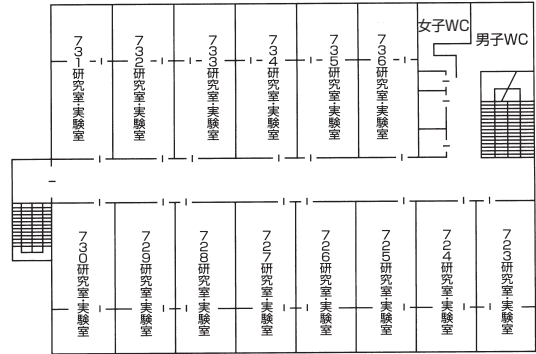 731研究室・実験室
732研究室・実験室
733研究室・実験室
734研究室・実験室
735研究室・実験室
736研究室・実験室
女子WC
男子WC
730研究室・実験室
729研究室・実験室
728研究室・実験室
727研究室・実験室
726研究室・実験室
725研究室・実験室
724研究室・実験室
723研究室・実験室